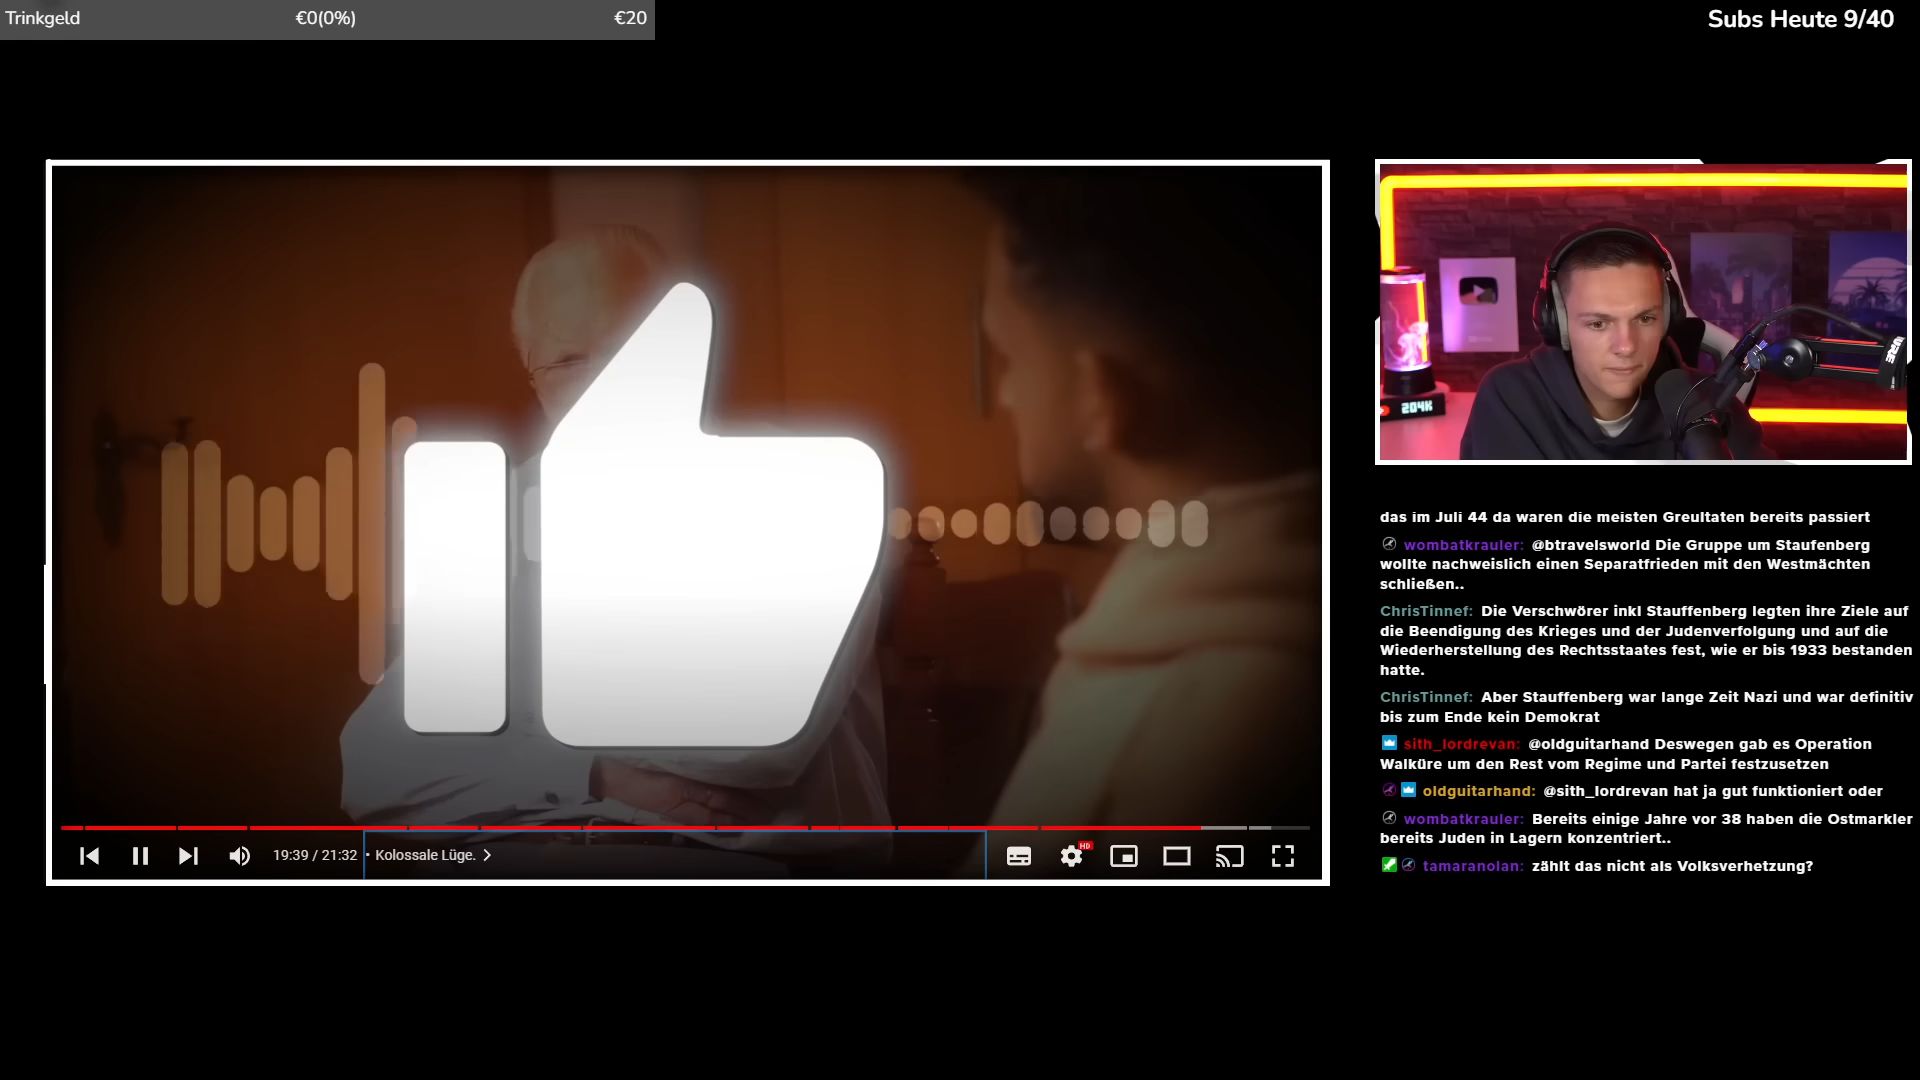 Trinkgeld €0(0%) €20
Subs Heute 9/40
204K
das im Juli 44 da waren die meisten Greultaten bereits passiert
wombatkrauler: @btravelsworld Die Gruppe um Staufenberg
wollte nachweislich einen Separatfrieden mit den Westmächten
schließen..
ChrisTinnef: Die Verschwörer inkl Stauffenberg legten ihre Ziele auf
die Beendigung des Krieges und der Judenverfolgung und auf die
Wiederherstellung des Rechtsstaates fest, wie er bis 1933 bestanden
hatte.
ChrisTinnef: Aber Stauffenberg war lange Zeit Nazi und war definitiv
bis zum Ende kein Demokrat
sith_lordrevan: @oldguitarhand Deswegen gab es Operation
Walküre um den Rest vom Regime und Partei festzusetzen
oldguitarhand: @sith_lordrevan hat ja gut funktioniert oder
wombatkrauler: Bereits einige Jahre vor 38 haben die Ostmarkler
bereits Juden in Lagern konzentriert..
tamaranolan: zählt das nicht als Volksverhetzung?
19:39 / 21:32 • Kolossale Lüge.
HD